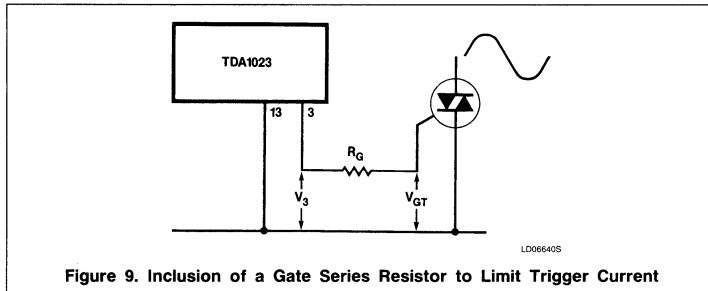 TDA1023
13 3
R_G
V_3
V_GT
LD06640S
Figure 9. Inclusion of a Gate Series Resistor to Limit Trigger Current